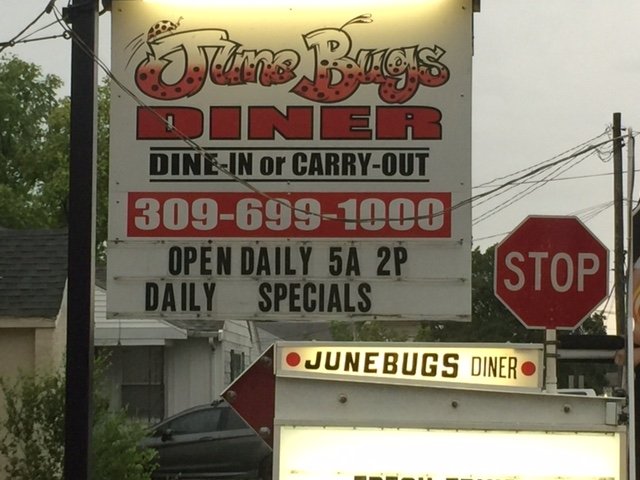 June Bugs
DINER
DINE-IN or CARRY-OUT
309-699-1000
OPEN DAILY 5A 2P
DAILY SPECIALS
STOP
JUNEBUGS DINER